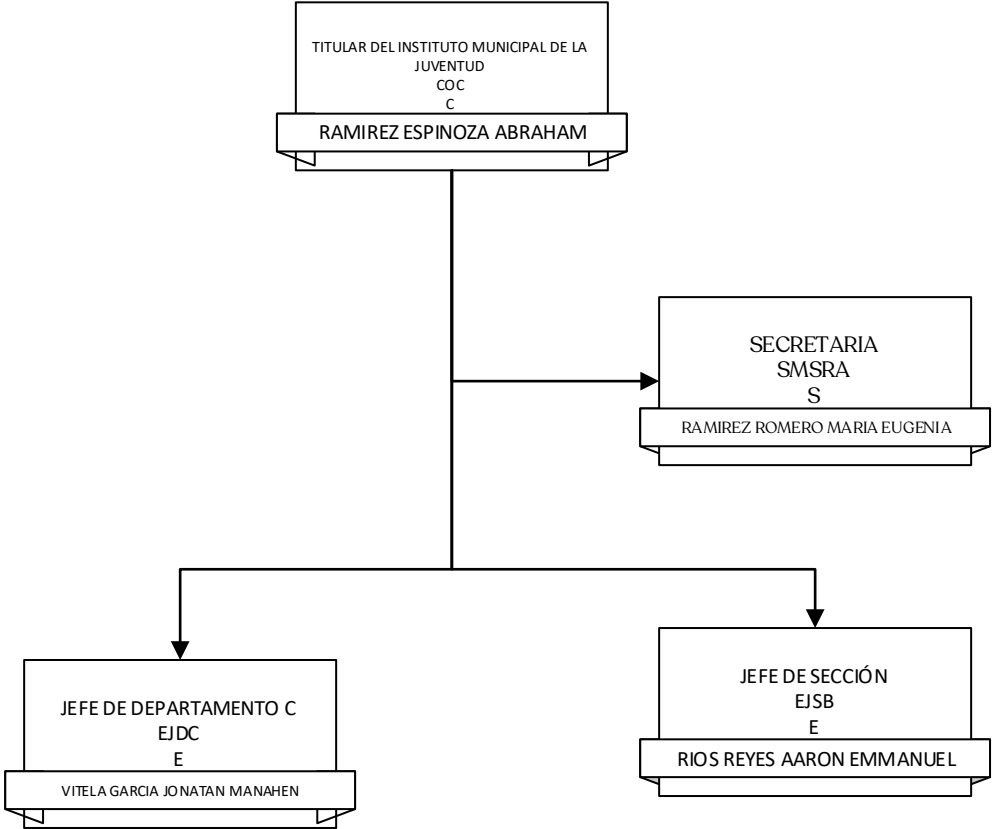 TITULAR DEL INSTITUTO MUNICIPAL DE LA
JUVENTUD
COC
C
RAMIREZ ESPINOZA ABRAHAM
SECRETARIA
SMSRA
S
RAMIREZ ROMERO MARIA EUGENIA
JEFE DE DEPARTAMENTO C
EJDC
E
VITELA GARCIA JONATAN MANAHEN
JEFE DE SECCIÓN
EJSB
E
RIOS REYES AARON EMMANUEL